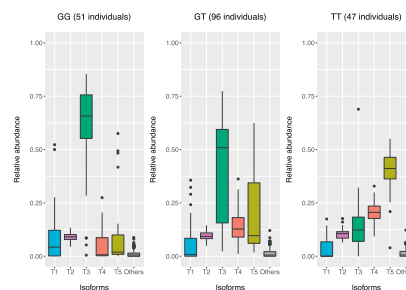 GG (51 individuals)
GT (96 individuals)
TT (47 individuals)
Relative abundance
1.00
0.75
0.50
0.25
0.00
T1 T2 T3 T4 T5 Others
Isoforms
Relative abundance
1.00
0.75
0.50
0.25
0.00
T1 T2 T3 T4 T5 Others
Isoforms
Relative abundance
1.00
0.75
0.50
0.25
0.00
T1 T2 T3 T4 T5 Others
Isoforms